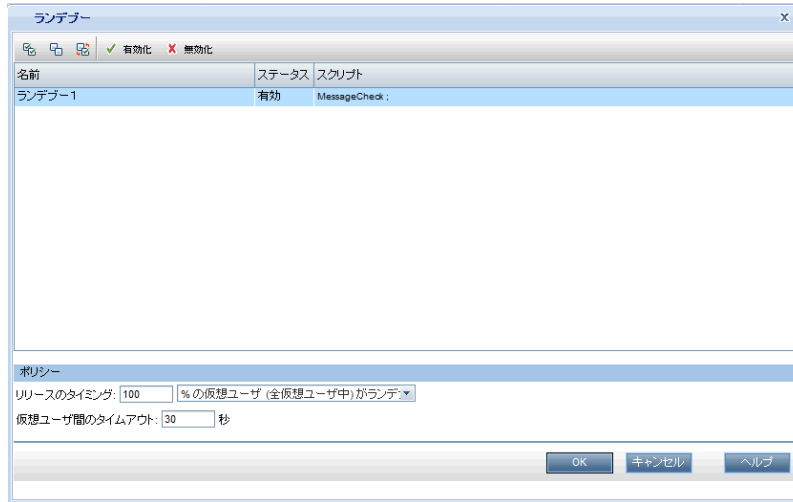 ランデブー x
有効化 無効化
名前 ステータス スクリプト
ランデブー1 有効 MessageCheck ;
ポリシー
リリースのタイミング: 100 % の仮想ユーザ (全仮想ユーザ中) がランデ
仮想ユーザ間のタイムアウト: 30 秒
OK キャンセル ヘルプ